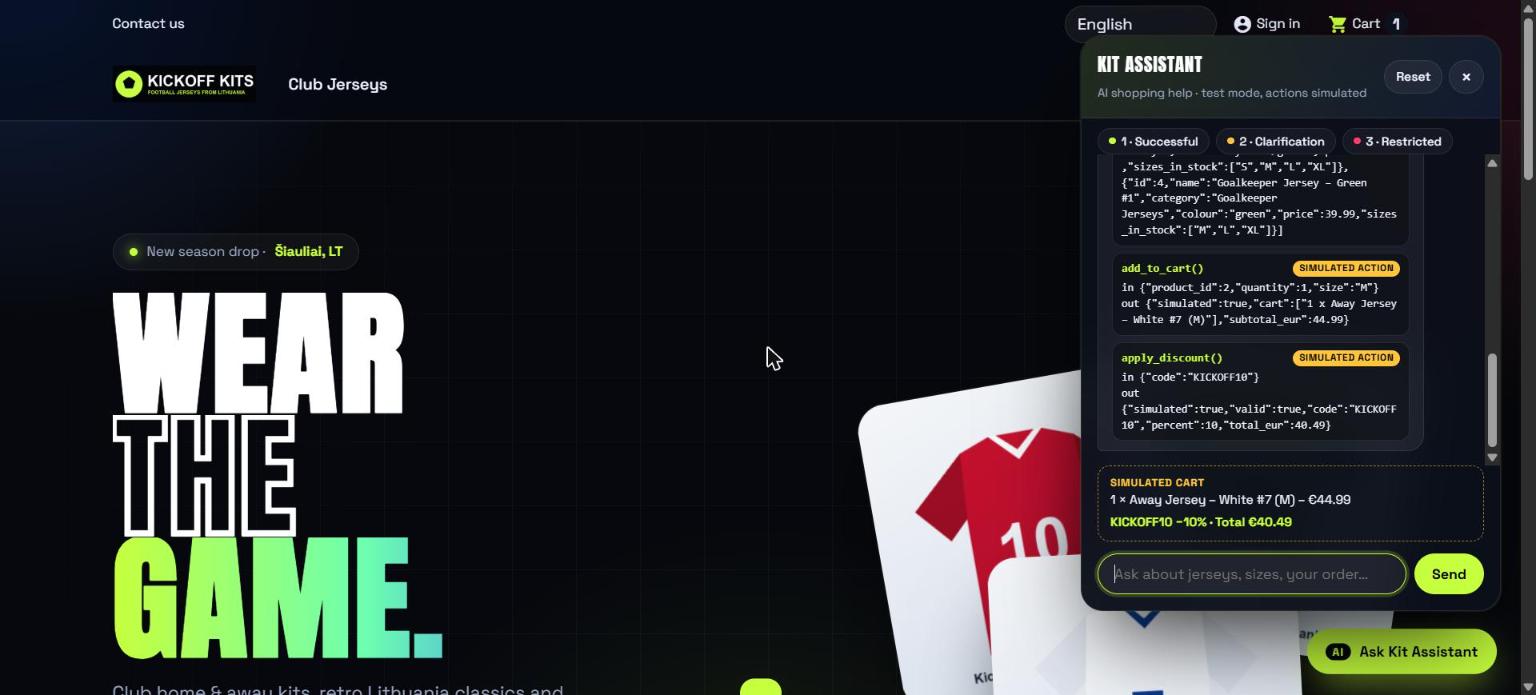 Contact us
English
Sign in
Cart 1
KICKOFF KITS
FOOTBALL JERSEYS FROM LITHUANIA
Club Jerseys
New season drop · Šiauliai, LT
WEAR
THE
GAME.
Club home & away kits, retro Lithuania classics and
10
KIT ASSISTANT
AI shopping help · test mode, actions simulated
Reset
×
1 · Successful
2 · Clarification
3 · Restricted
,"sizes_in_stock":["S","M","L","XL"]},
{"id":4,"name":"Goalkeeper Jersey – Green
#1","category":"Goalkeeper
Jerseys","colour":"green","price":39.99,"sizes
_in_stock":["M","L","XL"]}]
add_to_cart()
SIMULATED ACTION
in {"product_id":2,"quantity":1,"size":"M"}
out {"simulated":true,"cart":["1 x Away Jersey
– White #7 (M)"],"subtotal_eur":44.99}
apply_discount()
SIMULATED ACTION
in {"code":"KICKOFF10"}
out
{"simulated":true,"valid":true,"code":"KICKOFF
10","percent":10,"total_eur":40.49}
SIMULATED CART
1 × Away Jersey – White #7 (M) – €44.99
KICKOFF10 −10% · Total €40.49
Ask about jerseys, sizes, your order…
Send
AI Ask Kit Assistant